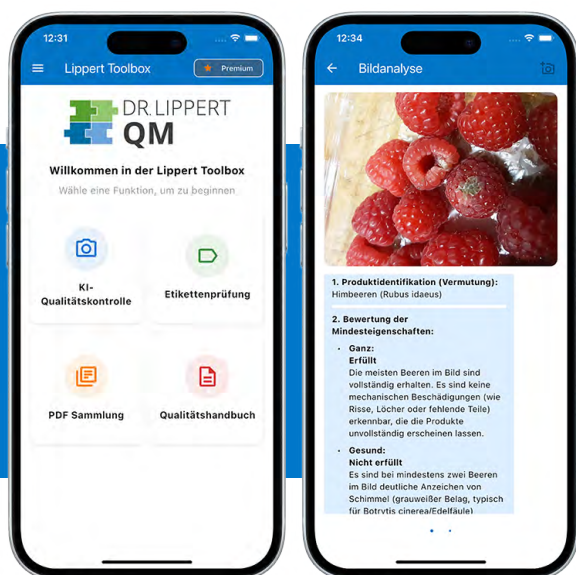 12:31
Lippert Toolbox
Premium
DR.LIPPERT
QM
Willkommen in der Lippert Toolbox
Wähle eine Funktion, um zu beginnen
KI-
Qualitätskontrolle
Etikettenprüfung
PDF Sammlung
Qualitätshandbuch
12:34
Bildanalyse
1. Produktidentifikation (Vermutung):
Himbeeren (Rubus idaeus)
2. Bewertung der
Mindesteigenschaften:
• Ganz:
Erfüllt
Die meisten Beeren im Bild sind
vollständig erhalten. Es sind keine
mechanischen Beschädigungen (wie
Risse, Löcher oder fehlende Teile)
erkennbar, die die Produkte
unvollständig erscheinen lassen.
• Gesund:
Nicht erfüllt
Es sind bei mindestens zwei Beeren
im Bild deutliche Anzeichen von
Schimmel (grauweißer Belag, typisch
für Botrytis cinerea/Edelfäule)